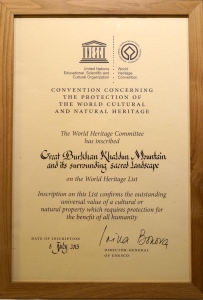 United Nations
Educational, Scientific and
Cultural Organization
World
Heritage
Convention
CONVENTION CONCERNING
THE PROTECTION OF
THE WORLD CULTURAL
AND NATURAL HERITAGE
The World Heritage Committee
has inscribed
Great Burkhan Khaldun Mountain
and its surrounding sacred landscape
on the World Heritage List
Inscription on this List confirms the outstanding
universal value of a cultural or
natural property which requires protection for
the benefit of all humanity
DATE OF INSCRIPTION
8 July 2015
Irina Bokova
DIRECTOR-GENERAL
OF UNESCO